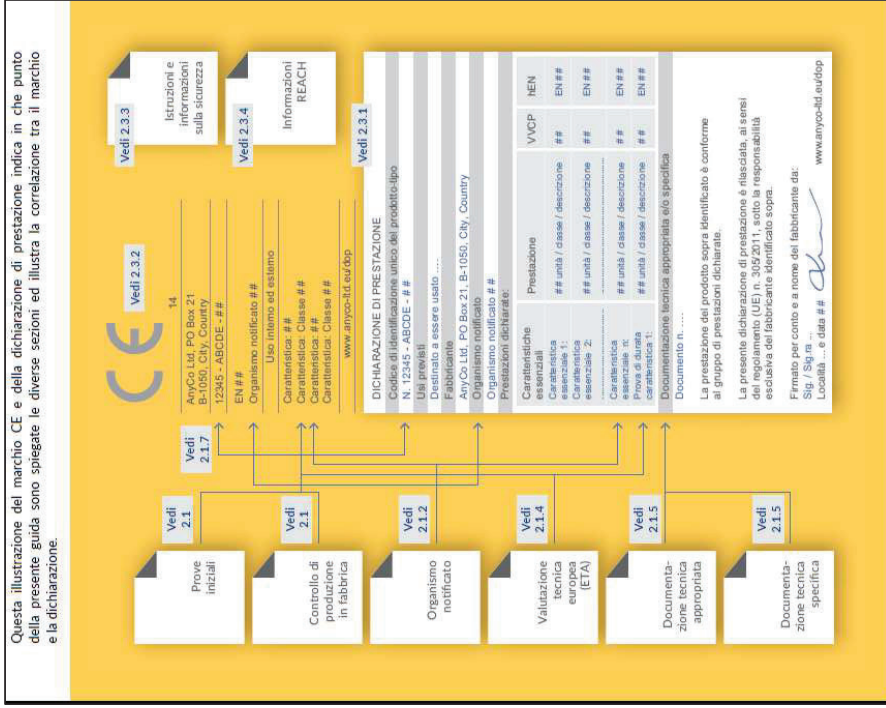 Questa illustrazione del marchio CE e della dichiarazione di prestazione indica in che punto
della presente guida sono spiegate le diverse sezioni ed illustra la correlazione tra il marchio
e la dichiarazione.
Prove
iniziali
Vedi
2.1
Controllo di
produzione
in fabbrica
Vedi
2.1
Organismo
notificato
Vedi
2.1.2
Valutazione
tecnica
europea
(ETA)
Vedi
2.1.4
Documenta-
zione tecnica
appropriata
Vedi
2.1.5
Documenta-
zione tecnica
specifica
Vedi
2.1.5
Vedi
2.1.7
CE
Vedi 2.3.2
14
AnyCo Ltd, PO Box 21
B-1050, City, Country
12345 - ABCDE - ##
EN ##
Organismo notificato ##
Uso interno ed esterno
Caratteristica: ##
Caratteristica: Classe ##
Caratteristica: ##
Caratteristica: Classe ##
www.anyco-ltd.eu/dop
Vedi 2.3.3
Istruzioni e
informazioni
sulla sicurezza
Vedi 2.3.4
Informazioni
REACH
Vedi 2.3.1
DICHIARAZIONE DI PRESTAZIONE
Codice di identificazione unico del prodotto-tipo
N. 12345 - ABCDE - ##
Usi previsti
Destinato a essere usato ....
Fabbricante
AnyCo Ltd, PO Box 21, B-1050, City, Country
Organismo notificato
Organismo notificato ##
Prestazioni dichiarate:
Caratteristiche essenziali Prestazione VVCP hEN
Caratteristica essenziale 1: ## unità / classe / descrizione ## EN ##
Caratteristica essenziale 2: ## unità / classe / descrizione ## EN ##
Caratteristica essenziale n: ## unità / classe / descrizione ## EN ##
Prova di durata caratteristica 1: ## unità / classe / descrizione ## EN ##
Documentazione tecnica appropriata e/o specifica
Documento n. ......
La prestazione del prodotto sopra identificato è conforme
al gruppo di prestazioni dichiarate.
La presente dichiarazione di prestazione è rilasciata, ai sensi
del regolamento (UE) n. 305/2011, sotto la responsabilità
esclusiva del fabbricante identificato sopra.
Firmato per conto e a nome del fabbricante da:
Sig. / Sig.ra ...
Località ... e data ##
www.anyco-ltd.eu/dop